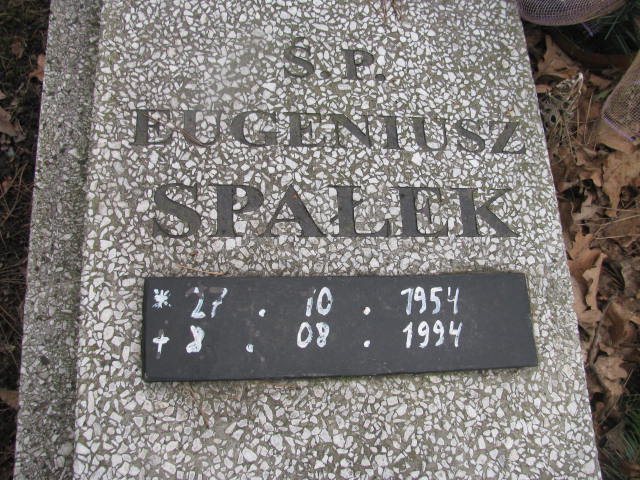 Ś.P.
EUGENIUSZ
SPAŁEK
* 27 . 10 . 1954
+ 8 . 08 . 1994